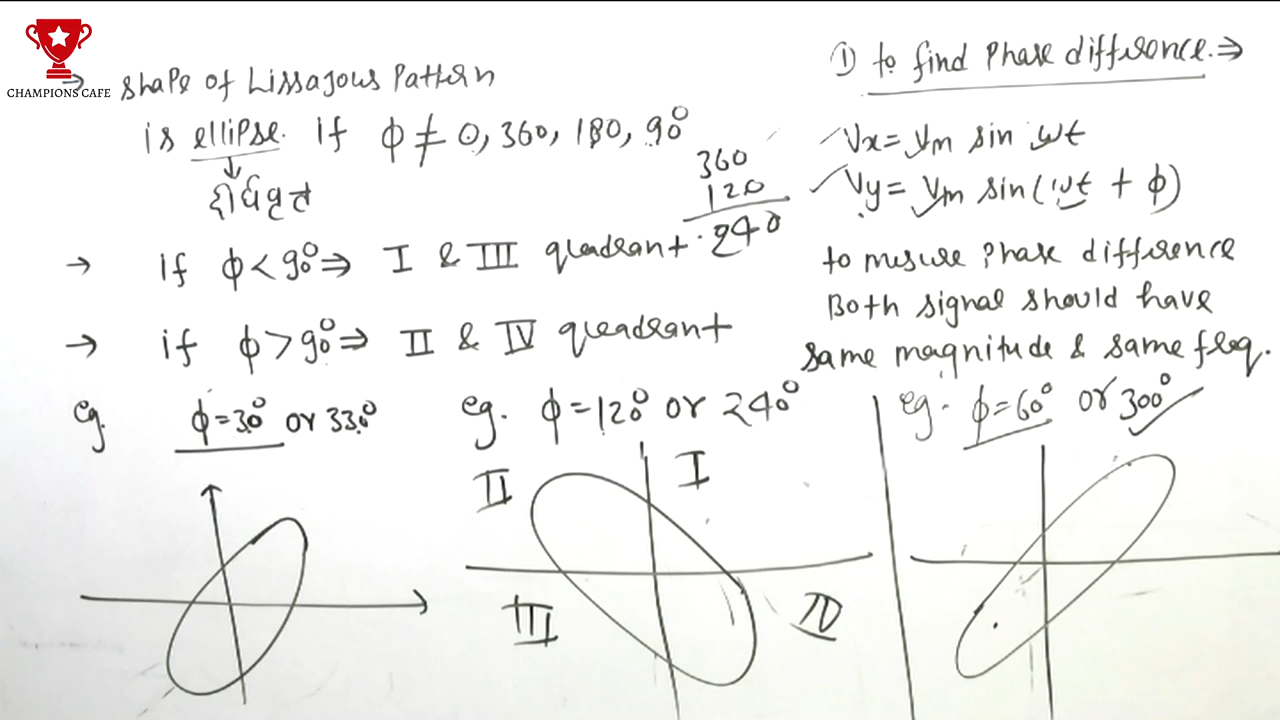 CHAMPIONS CAFE
→ shape of Lissajous Pattern
is ellipse. if ϕ ≠ 0, 360, 180, 90°
→ if ϕ < 90° ⇒ I & III quadrant
→ if ϕ > 90° ⇒ II & IV quadrant
360
120
240
① to find Phase difference. ⇒
Vx = Vm sin ωt
Vy = Vm sin(ωt + ϕ)
to mesure Phase difference
Both signal should have
same magnitude & same freq.
eg. ϕ = 30° or 330°
eg. ϕ = 120° or 240°
II I
III IV
eg. ϕ = 60° or 300°